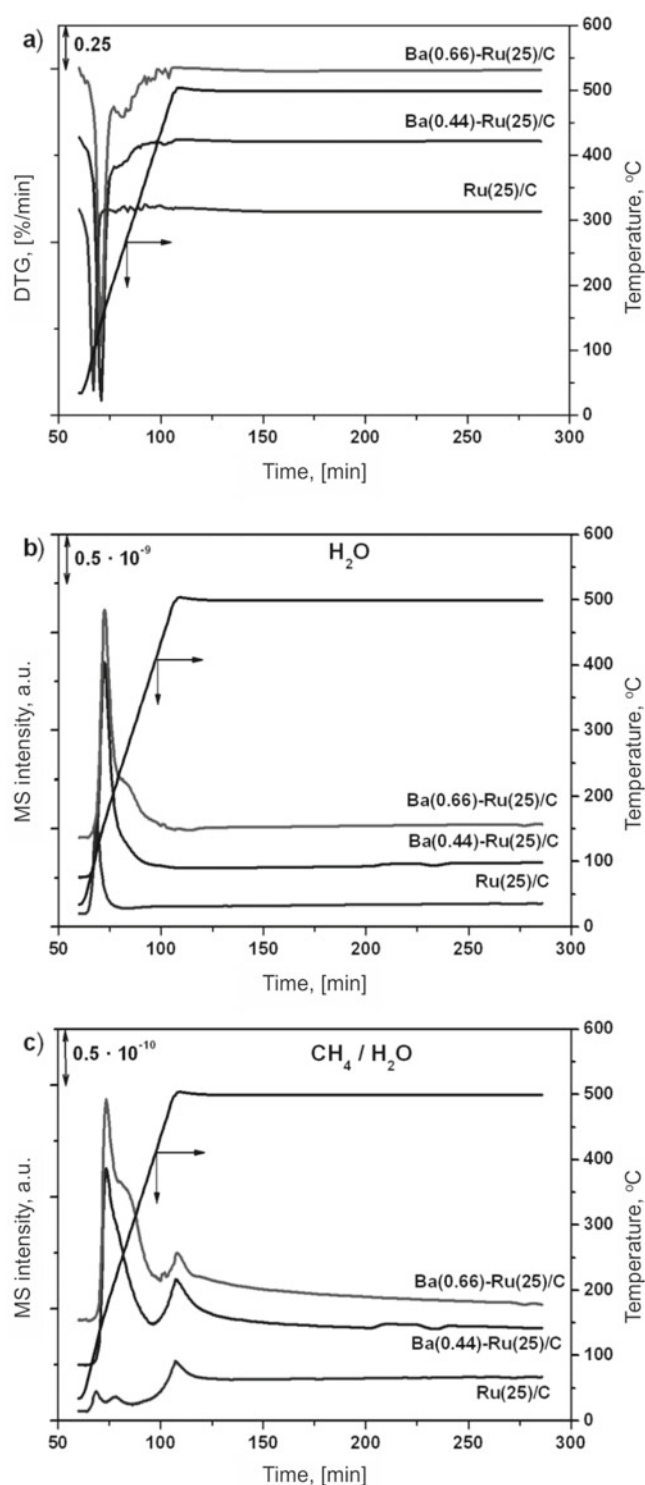 a)
0.25
600
Ba(0.66)-Ru(25)/C
500
Ba(0.44)-Ru(25)/C
400
Ru(25)/C
300
200
100
0
DTG, [%/min]
Temperature, °C
50 100 150 200 250 300
Time, [min]
b)
0.5 · 10⁻⁹
H₂O
600
500
400
300
200
100
0
Ba(0.66)-Ru(25)/C
Ba(0.44)-Ru(25)/C
Ru(25)/C
MS intensity, a.u.
Temperature, °C
50 100 150 200 250 300
Time, [min]
c)
0.5 · 10⁻¹⁰
CH₄ / H₂O
600
500
400
300
200
100
0
Ba(0.66)-Ru(25)/C
Ba(0.44)-Ru(25)/C
Ru(25)/C
MS intensity, a.u.
Temperature, °C
50 100 150 200 250 300
Time, [min]